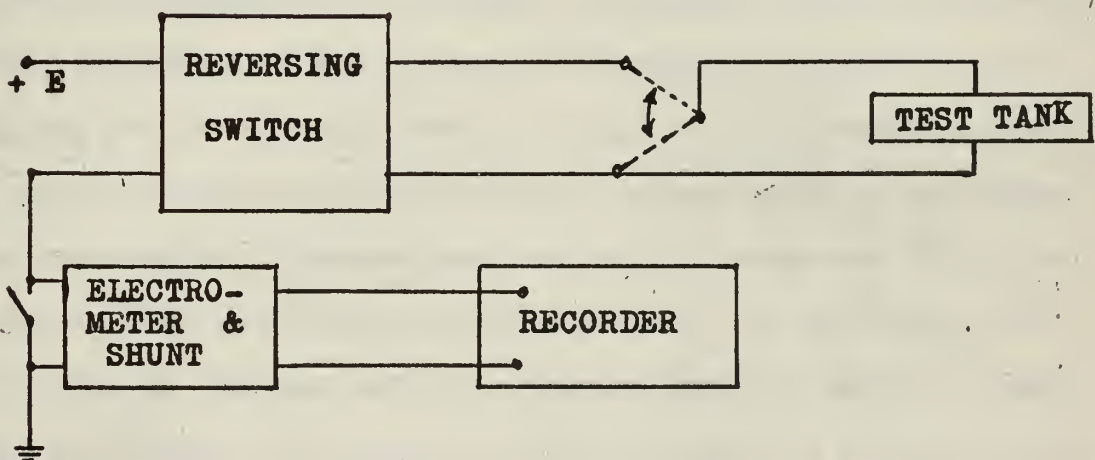 + E
REVERSING
SWITCH
TEST TANK
ELECTRO-
METER &
SHUNT
RECORDER